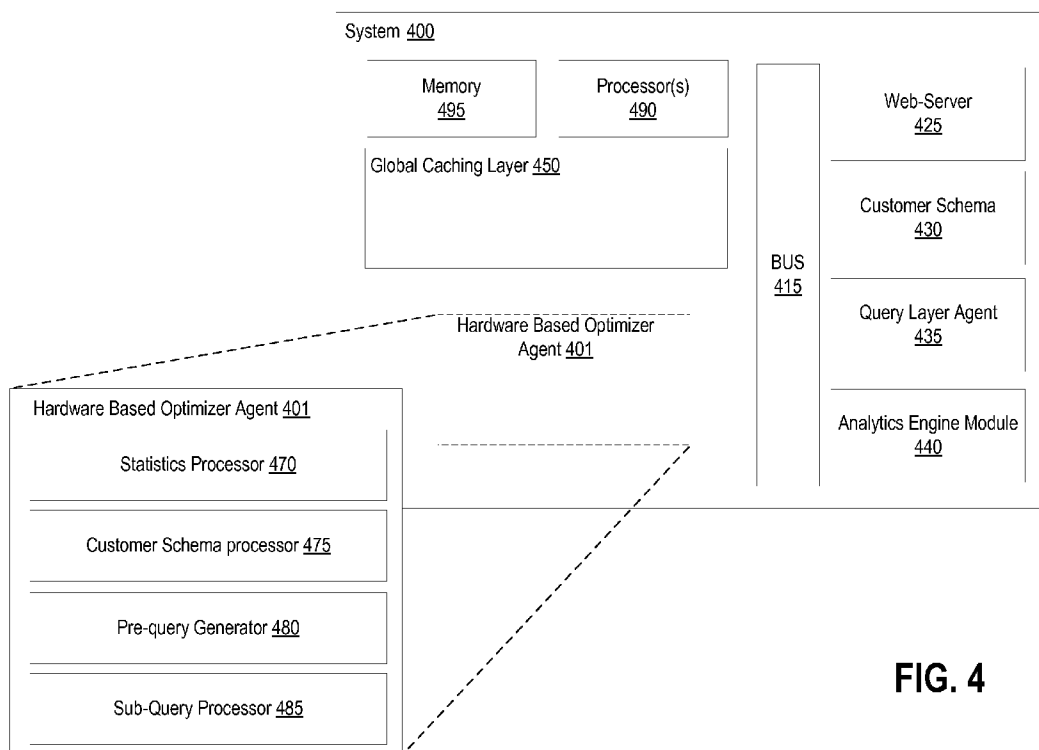 System 400
Memory
495
Processor(s)
490
Global Caching Layer 450
BUS
415
Web-Server
425
Customer Schema
430
Query Layer Agent
435
Analytics Engine Module
440
Hardware Based Optimizer
Agent 401
Hardware Based Optimizer Agent 401
Statistics Processor 470
Customer Schema processor 475
Pre-query Generator 480
Sub-Query Processor 485
FIG. 4